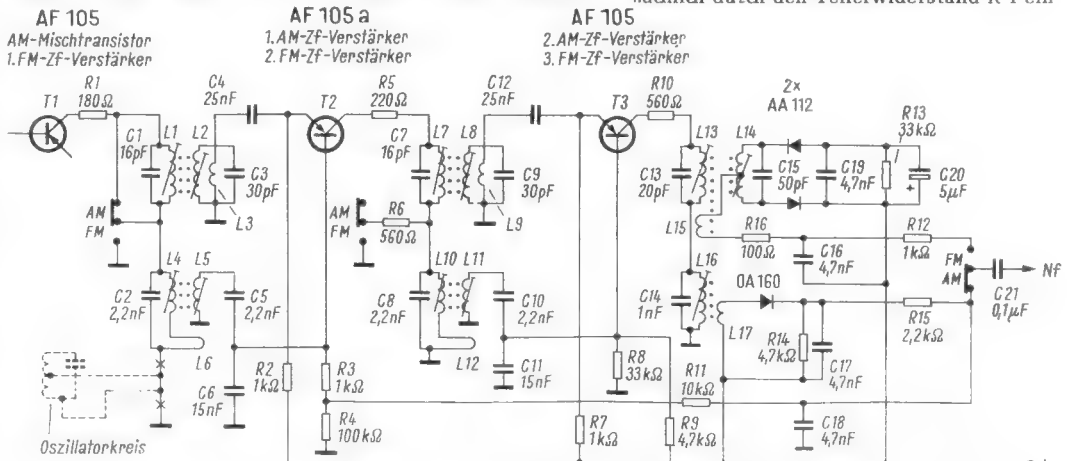 AF 105
AM-Mischtransistor
1.FM-Zf-Verstärker
AF 105 a
1.AM-Zf-Verstärker
2.FM-Zf-Verstärker
AF 105
2.AM-Zf-Verstärker
3.FM-Zf-Verstärker
R1
180Ω
T1
C1
16pF
L1
L2
C4
25nF
C3
30pF
L3
AM
FM
L4
L5
C2
2,2nF
C5
2,2nF
L6
C6
15nF
Oszillatorkreis
T2
R5
220Ω
C7
16pF
L7
L8
C12
25nF
C9
30pF
L9
AM
FM
R6
560Ω
L10
L11
C8
2,2nF
C10
2,2nF
L12
C11
15nF
R2
1kΩ
R3
1kΩ
R4
100kΩ
T3
R10
560Ω
L13
L14
C13
20pF
2x
AA 112
C15
50pF
C19
4,7nF
R13
33kΩ
C20
5µF
+
L15
R16
100Ω
C16
4,7nF
R12
1kΩ
FM
AM
C21
0,1µF
Nf
L16
C14
1nF
OA160
L17
R14
4,7kΩ
C17
4,7nF
R15
2,2kΩ
R8
33kΩ
R11
10kΩ
R7
1kΩ
R9
4,7kΩ
C18
4,7nF